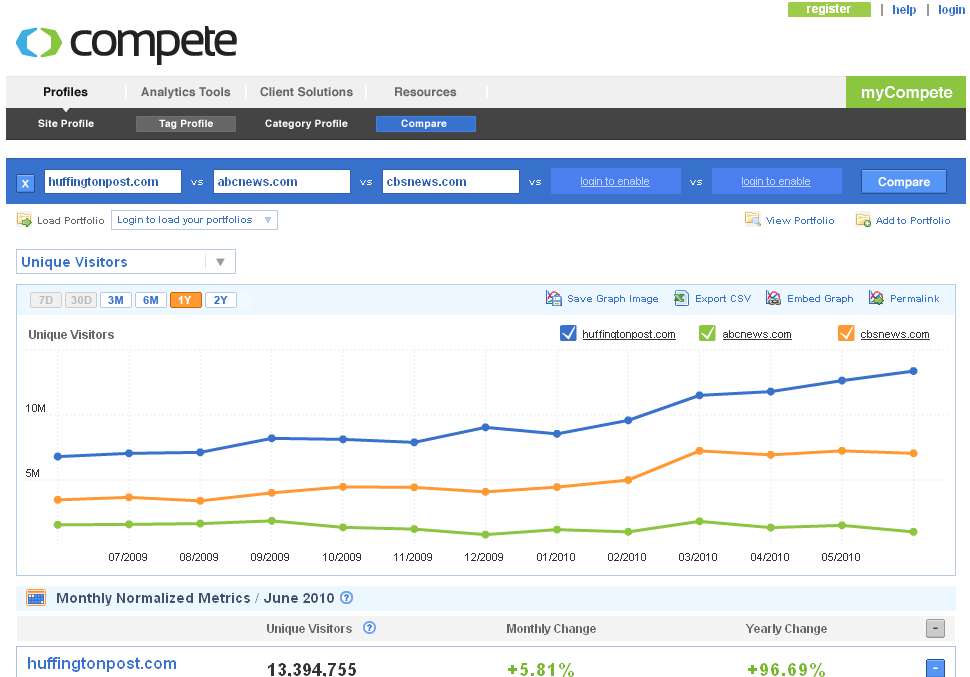 register | help | login
compete
Profiles Analytics Tools Client Solutions Resources myCompete
Site Profile Tag Profile Category Profile Compare
x huffingtonpost.com vs abcnews.com vs cbsnews.com vs login to enable vs login to enable Compare
Load Portfolio Login to load your portfolios View Portfolio Add to Portfolio
Unique Visitors
7D 30D 3M 6M 1Y 2Y Save Graph Image Export CSV Embed Graph Permalink
Unique Visitors huffingtonpost.com abcnews.com cbsnews.com
10M
5M
07/2009 08/2009 09/2009 10/2009 11/2009 12/2009 01/2010 02/2010 03/2010 04/2010 05/2010
Monthly Normalized Metrics / June 2010 ?
Unique Visitors ? Monthly Change Yearly Change -
huffingtonpost.com 13,394,755 +5.81% +96.69% -